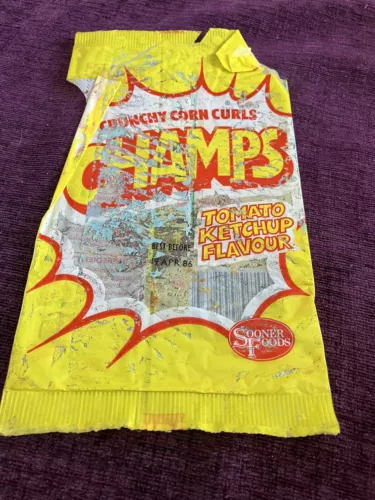 CRUNCHY CORN CURLS
CHAMPS
TOMATO
KETCHUP
FLAVOUR
BEST BEFORE
APR 86
SOONER
FOODS